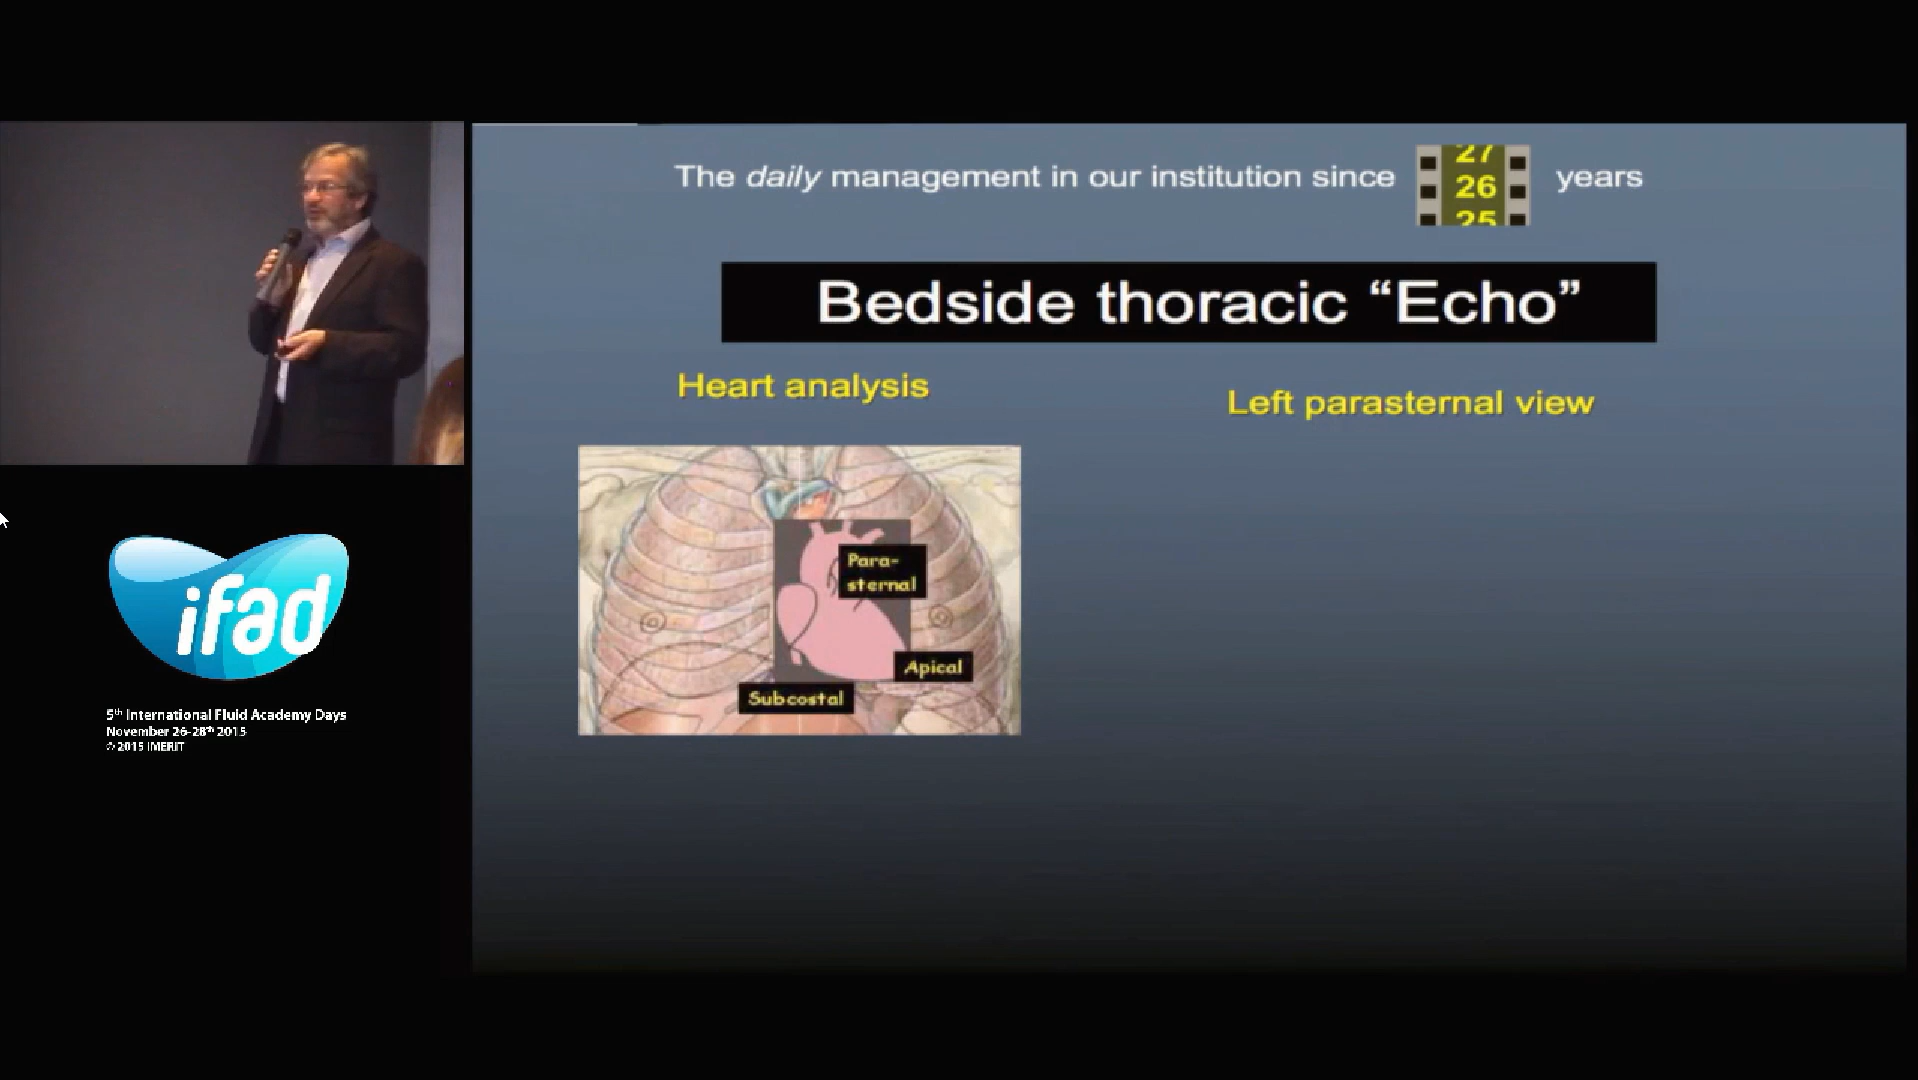 The daily management in our institution since
27
26
25
years
Bedside thoracic “Echo”
Heart analysis
Left parasternal view
Para-
sternal
Apical
Subcostal
ifad
5th International Fluid Academy Days
November 26-28th 2015
© 2015 IMERIT